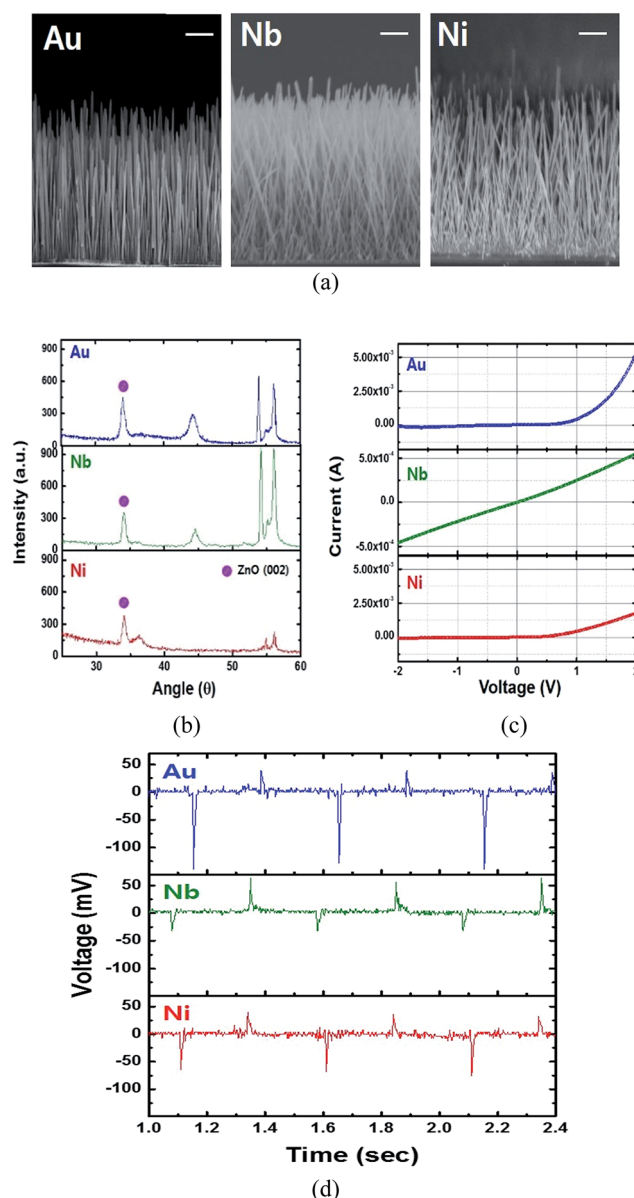 Au Nb Ni
(a)
Au
Nb
Ni
ZnO (002)
Intensity (a.u.)
900
600
300
0
900
600
300
0
900
600
300
0
30 40 50 60
Angle (θ)
(b)
Au
Nb
Ni
Current (A)
5.00x10⁻³
2.50x10⁻³
0.00
5.0x10⁻⁴
0.0
-5.0x10⁻⁴
5.00x10⁻³
2.50x10⁻³
0.00
-2 -1 0 1 2
Voltage (V)
(c)
Au
Nb
Ni
Voltage (mV)
50
0
-50
-100
50
0
-50
-100
50
0
-50
-100
1.0 1.2 1.4 1.6 1.8 2.0 2.2 2.4
Time (sec)
(d)